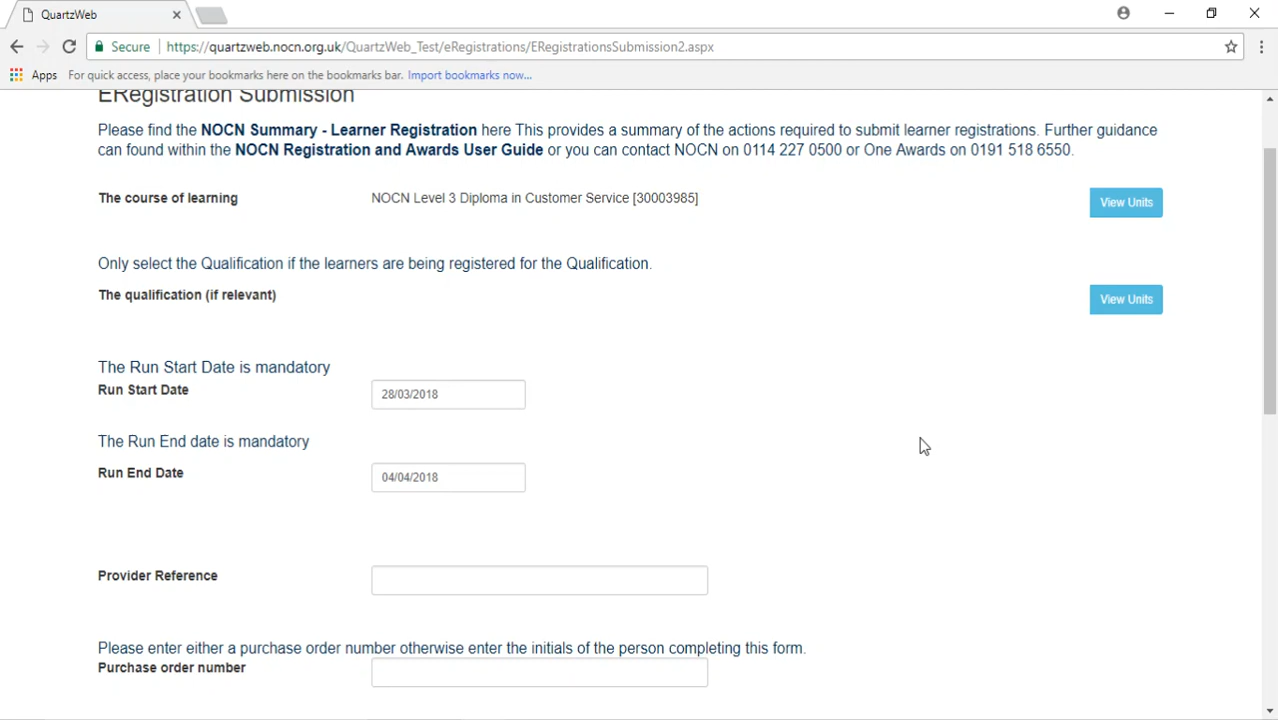 QuartzWeb
Secure https://quartzweb.nocn.org.uk/QuartzWeb_Test/eRegistrations/ERegistrationsSubmission2.aspx
Apps For quick access, place your bookmarks here on the bookmarks bar. Import bookmarks now...
ERegistration Submission
Please find the NOCN Summary - Learner Registration here This provides a summary of the actions required to submit learner registrations. Further guidance
can found within the NOCN Registration and Awards User Guide or you can contact NOCN on 0114 227 0500 or One Awards on 0191 518 6550.
The course of learning NOCN Level 3 Diploma in Customer Service [30003985] View Units
Only select the Qualification if the learners are being registered for the Qualification.
The qualification (if relevant) View Units
The Run Start Date is mandatory
Run Start Date 28/03/2018
The Run End date is mandatory
Run End Date 04/04/2018
Provider Reference
Please enter either a purchase order number otherwise enter the initials of the person completing this form.
Purchase order number